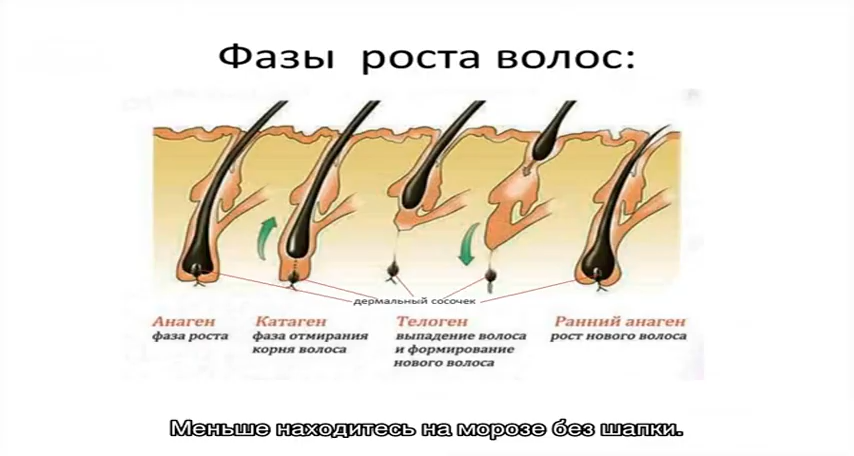 Фазы роста волос:
дермальный сосочек
Анаген
фаза роста
Катаген
фаза отмирания
корня волоса
Телоген
выпадение волоса
и формирование
нового волоса
Ранний анаген
рост нового волоса
Меньше находитесь на морозе без шапки.